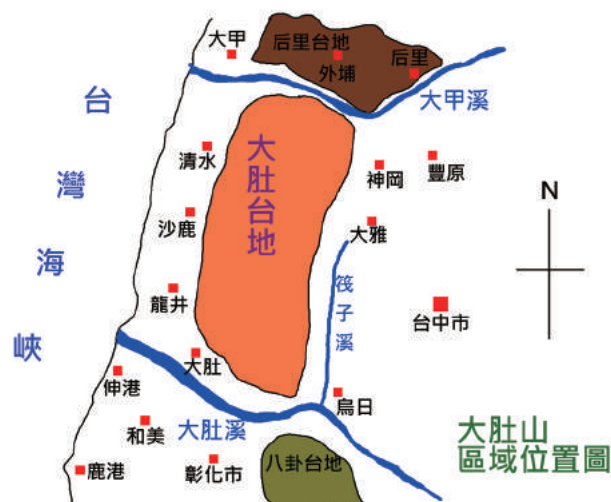 大甲
后里台地
后里
外埔
大甲溪
台灣海峽
清水
大肚台地
神岡
豐原
沙鹿
大雅
N
龍井
筏子溪
台中市
大肚
伸港
烏日
和美
大肚溪
大肚山
區域位置圖
鹿港
彰化市
八卦台地